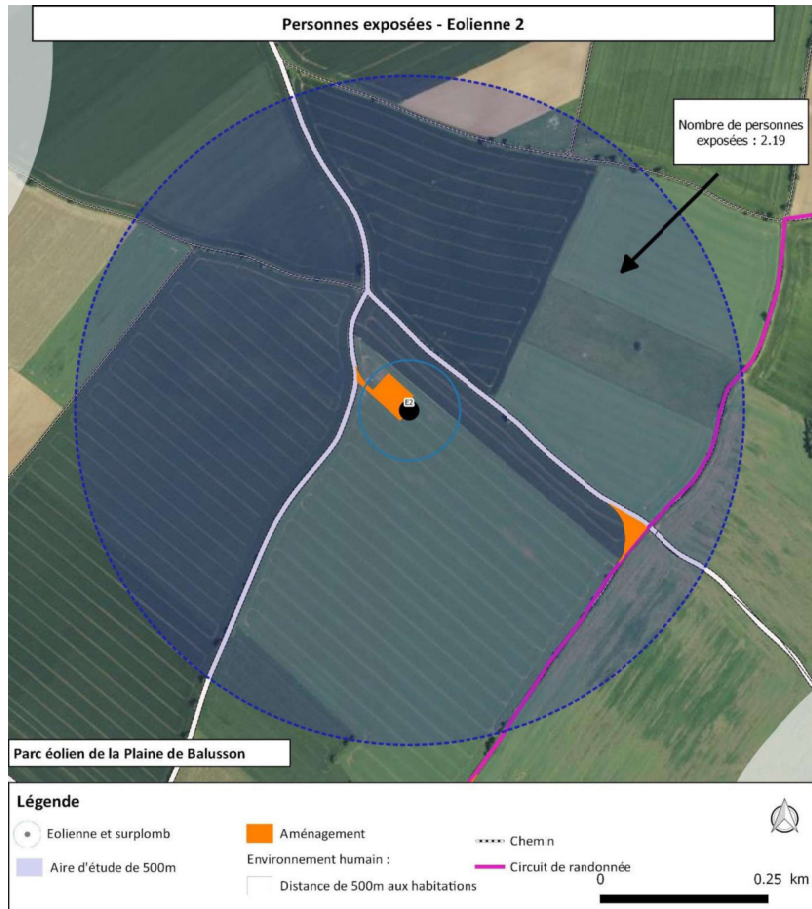 Personnes exposées - Eolienne 2
Nombre de personnes
exposées : 2.19
E2
Parc éolien de la Plaine de Balusson
Légende
Eolienne et surplomb
Aire d'étude de 500m
Aménagement
Environnement humain :
Distance de 500m aux habitations
Chemin
Circuit de randonnée
0 0.25 km